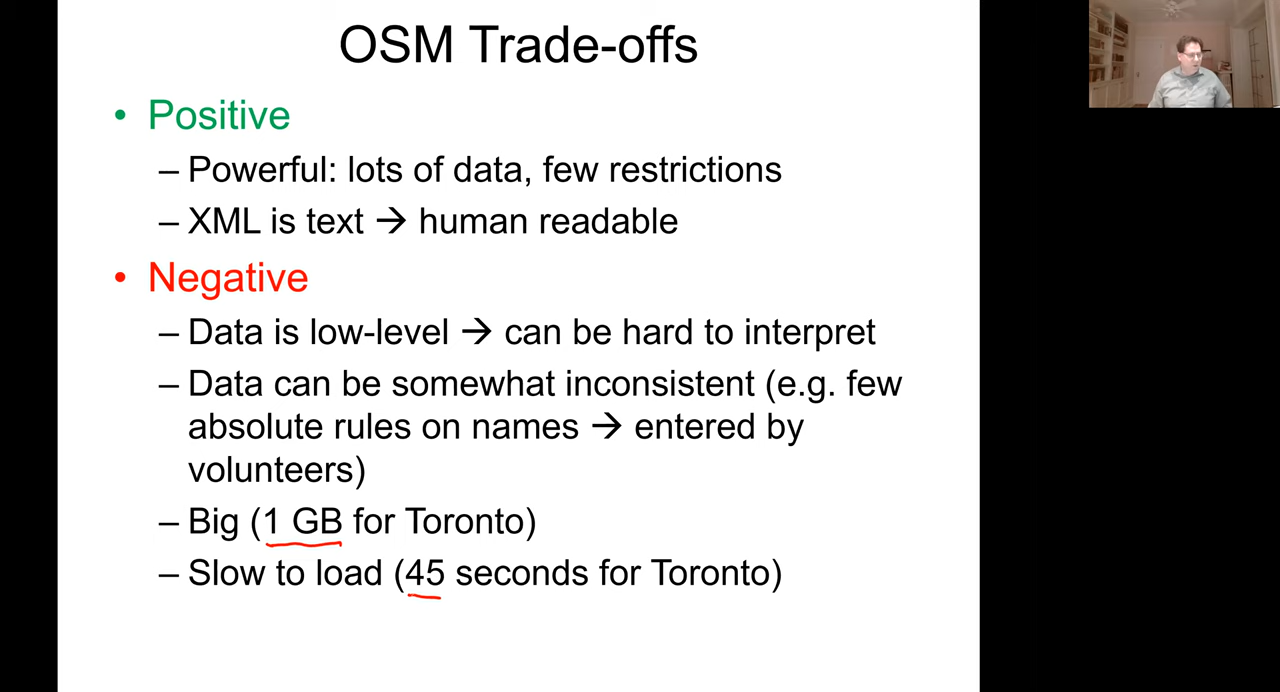 OSM Trade-offs
• Positive
– Powerful: lots of data, few restrictions
– XML is text → human readable
• Negative
– Data is low-level → can be hard to interpret
– Data can be somewhat inconsistent (e.g. few
absolute rules on names → entered by
volunteers)
– Big (1 GB for Toronto)
– Slow to load (45 seconds for Toronto)